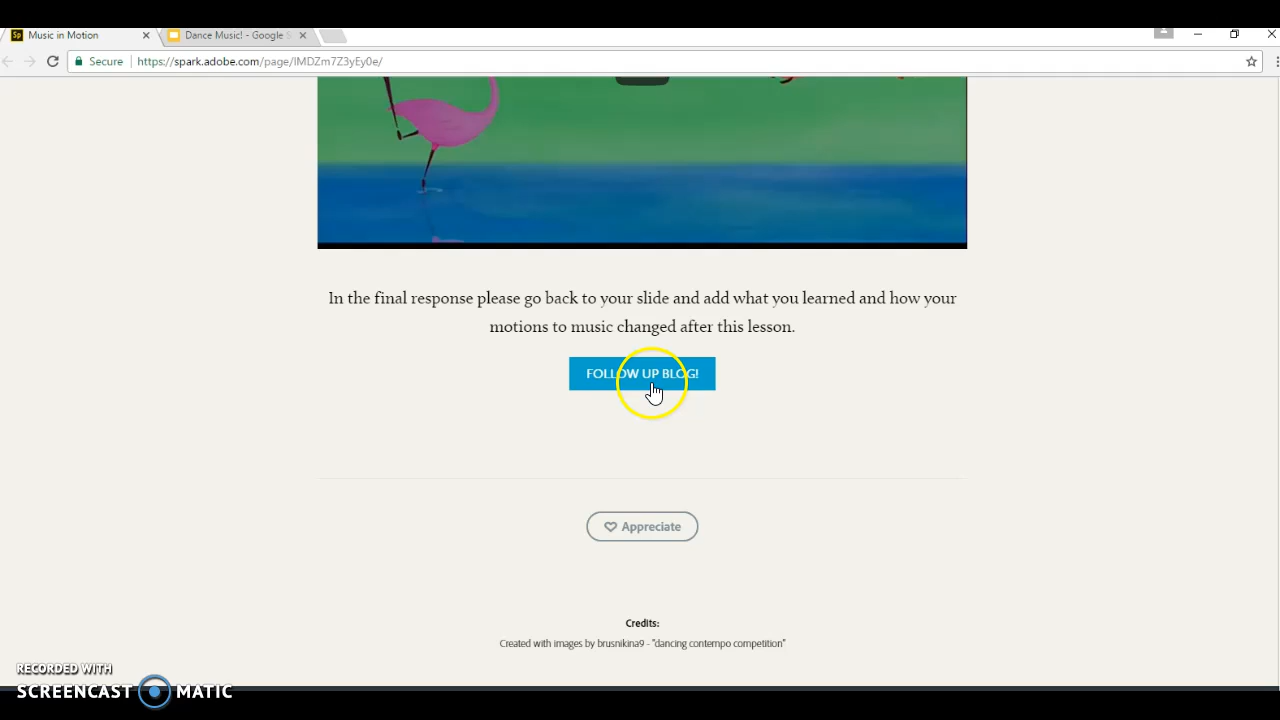 Music in Motion
Dance Music! - Google S
Secure https://spark.adobe.com/page/lMDZm7Z3yEy0e/
In the final response please go back to your slide and add what you learned and how your
motions to music changed after this lesson.
FOLLOW UP BLOG!
Appreciate
Credits:
Created with images by brusnikina9 - "dancing contempo competition"
RECORDED WITH
SCREENCAST MATIC